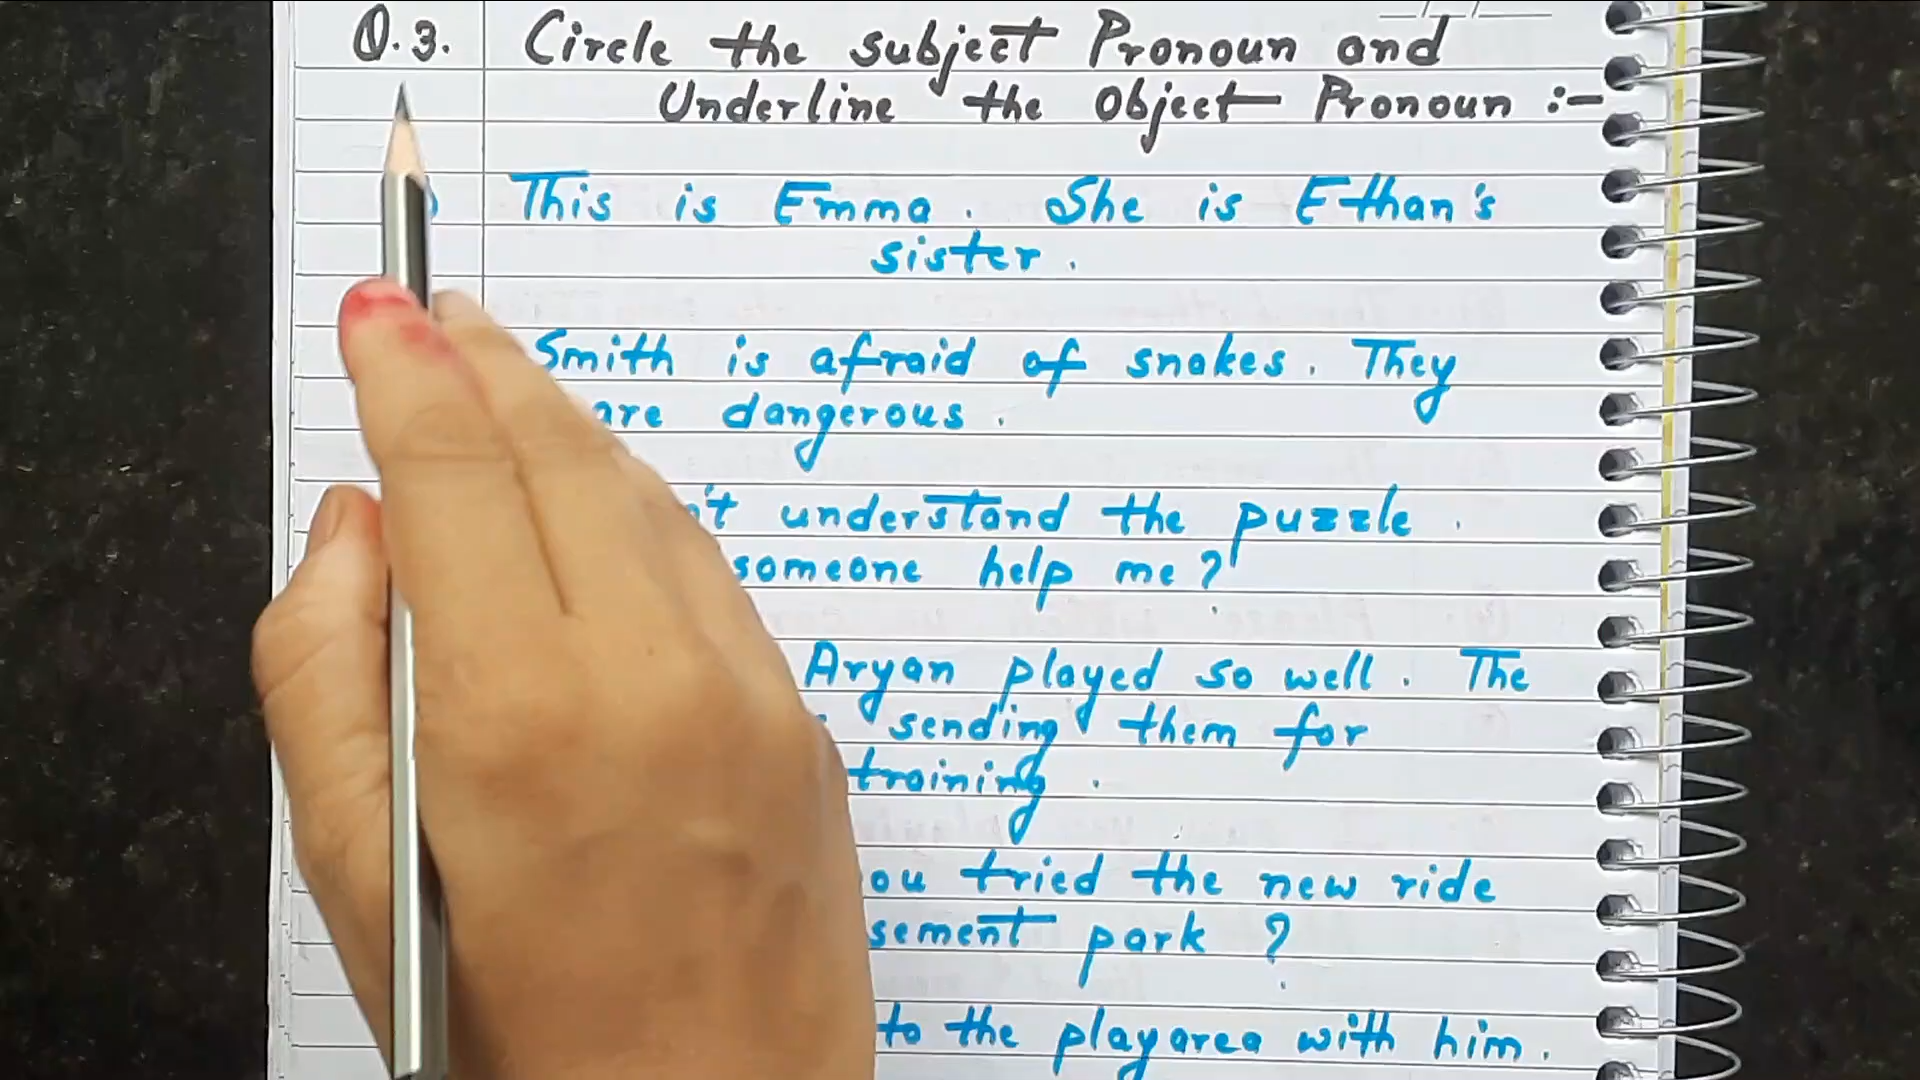 Q.3. Circle the subject Pronoun and
Underline the Object Pronoun :-
This is Emma. She is Ethan's
sister.
Smith is afraid of snakes. They
are dangerous.
understand the puzzle.
someone help me?
Aryan played so well. The
sending them for
training.
tried the new ride
park?
to the playarea with him.